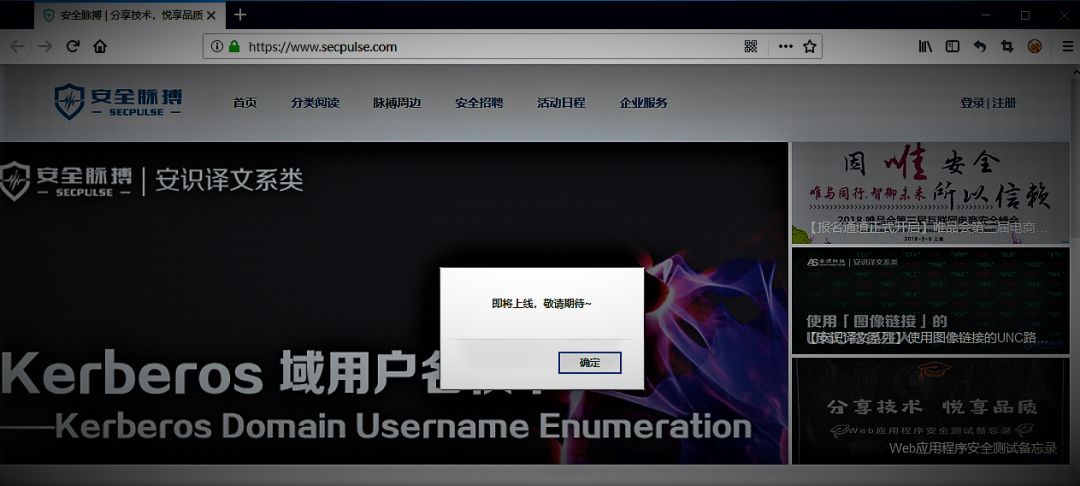 安全脉搏 | 分享技术，悦享品质
https://www.secpulse.com
安全脉搏
SECPULSE
首页 分类阅读 脉搏周边 安全招聘 活动日程 企业服务 登录 | 注册
安全脉搏
SECPULSE
安识译文系类
Kerberos 域用户名
——Kerberos Domain Username Enumeration
即将上线，敬请期待~
确定
因唯安全
唯与同行.智御未来 所以信赖
2018 唯品会第三届互联网电商安全峰会
【报名通道正式开启】唯品会第三届电商…
安识译文系类
使用「图像链接」的
【安识译文系列】使用图像链接的UNC路…
分享技术 悦享品质
Web应用程序安全测试备忘录
Web应用程序安全测试备忘录